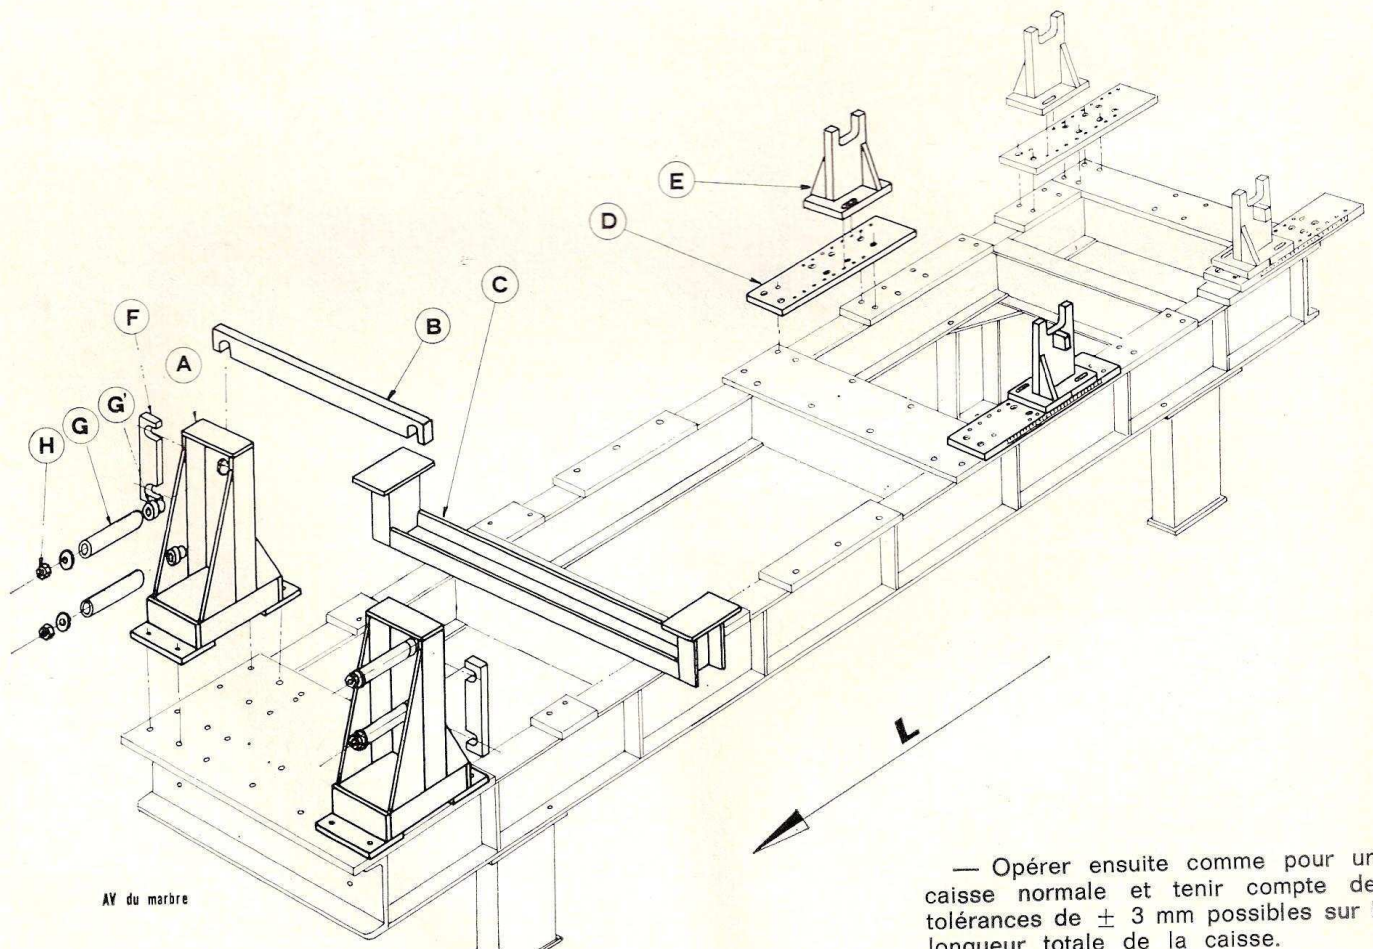 E
D
C
F
B
A
G'
G
H
L
AV du marbre
— Opérer ensuite comme pour un
caisse normale et tenir compte de
tolérances de ± 3 mm possibles sur
longueur totale de la caisse.